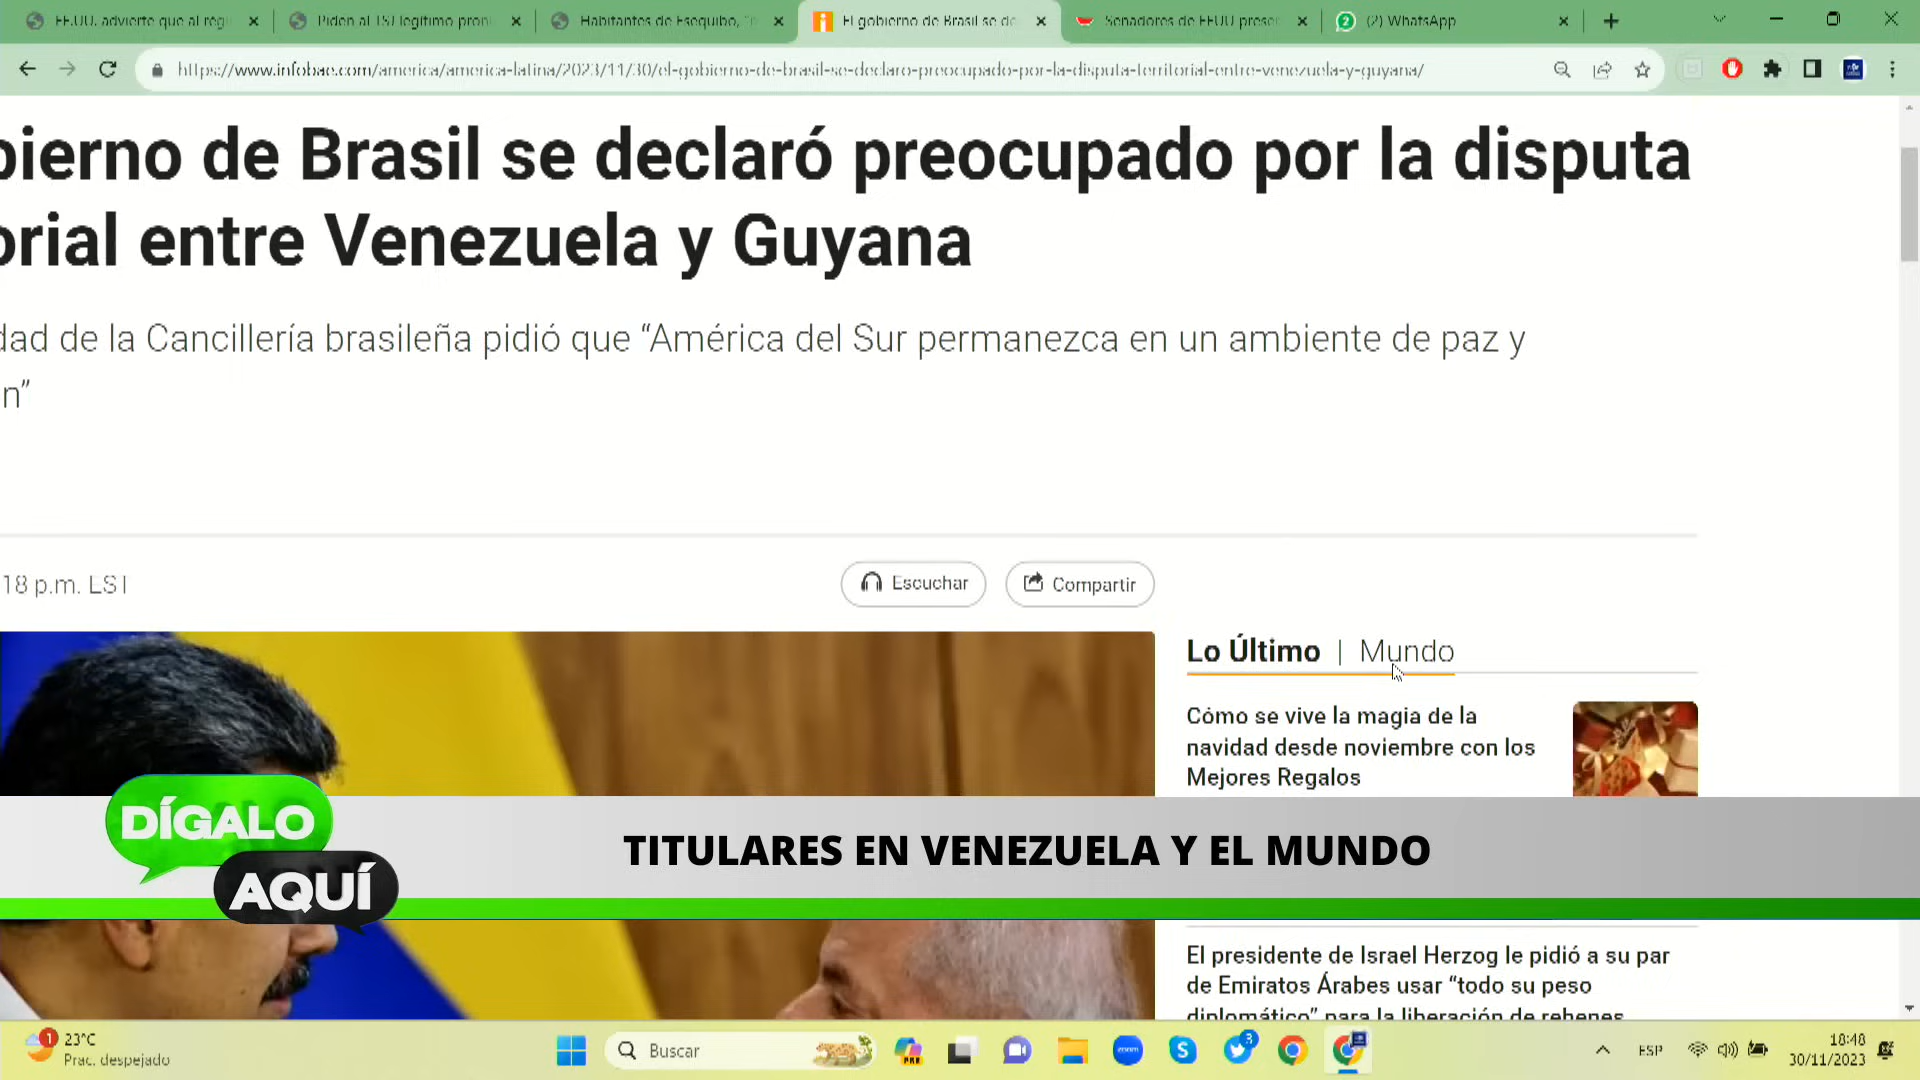 EE.UU. advierte que al régi
Piden al TSJ legítimo pron
Habitantes de Esequibo, "n
El gobierno de Brasil se de
Senadores de EEUU presen
(2) WhatsApp
https://www.infobae.com/america/america-latina/2023/11/30/el-gobierno-de-brasil-se-declaro-preocupado-por-la-disputa-territorial-entre-venezuela-y-guyana/
bierno de Brasil se declaró preocupado por la disputa
orial entre Venezuela y Guyana
dad de la Cancillería brasileña pidió que “América del Sur permanezca en un ambiente de paz y
n”
18 p.m. EST
Escuchar
Compartir
Lo Último | Mundo
Cómo se vive la magia de la
navidad desde noviembre con los
Mejores Regalos
DÍGALO
AQUÍ
TITULARES EN VENEZUELA Y EL MUNDO
El presidente de Israel Herzog le pidió a su par
de Emiratos Árabes usar “todo su peso
diplomático” para la liberación de rehenes
1
23°C
Prac. despejado
Buscar
PRE
zoom
3
ESP
18:48
30/11/2023